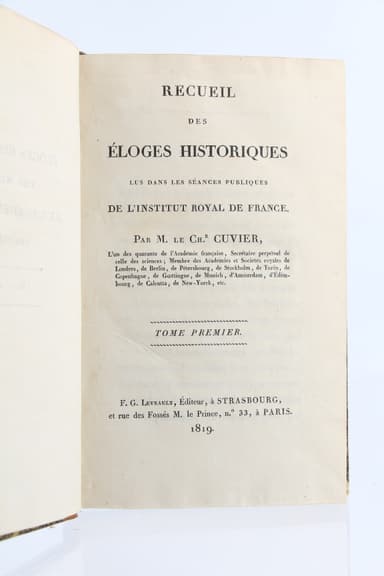 RECUEIL
DES
ÉLOGES HISTORIQUES
LUS DANS LES SÉANCES PUBLIQUES
DE L'INSTITUT ROYAL DE FRANCE.
PAR M. LE CH.R CUVIER,
L'un des quarante de l'Académie française, Secrétaire perpétuel de
celle des sciences; Membre des Académies et Sociétés royales de
Londres, de Berlin, de Pétersbourg, de Stockholm, de Turin, de
Copenhague, de Gœttingue, de Munich, d'Amsterdam, d'Édim-
bourg, de Calcutta, de New-Yorck, etc.
TOME PREMIER.
F. G. LEVRAULT, Éditeur, à STRASBOURG,
et rue des Fossés M. le Prince, n.° 33, à PARIS.
1819.